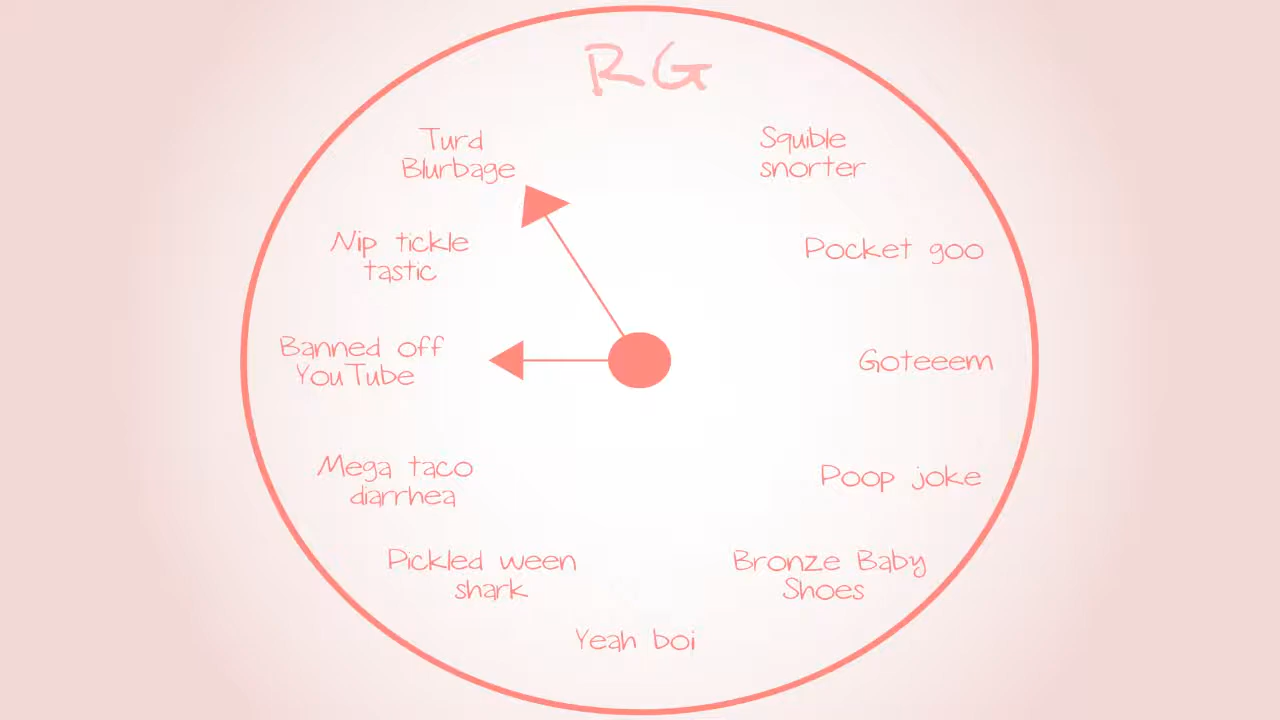 RG
Turd
Blurbage
Squible
snorter
Nip tickle
tastic
Pocket goo
Banned off
YouTube
Goteeem
Mega taco
diarrhea
Poop joke
Pickled ween
shark
Bronze Baby
Shoes
Yeah boi